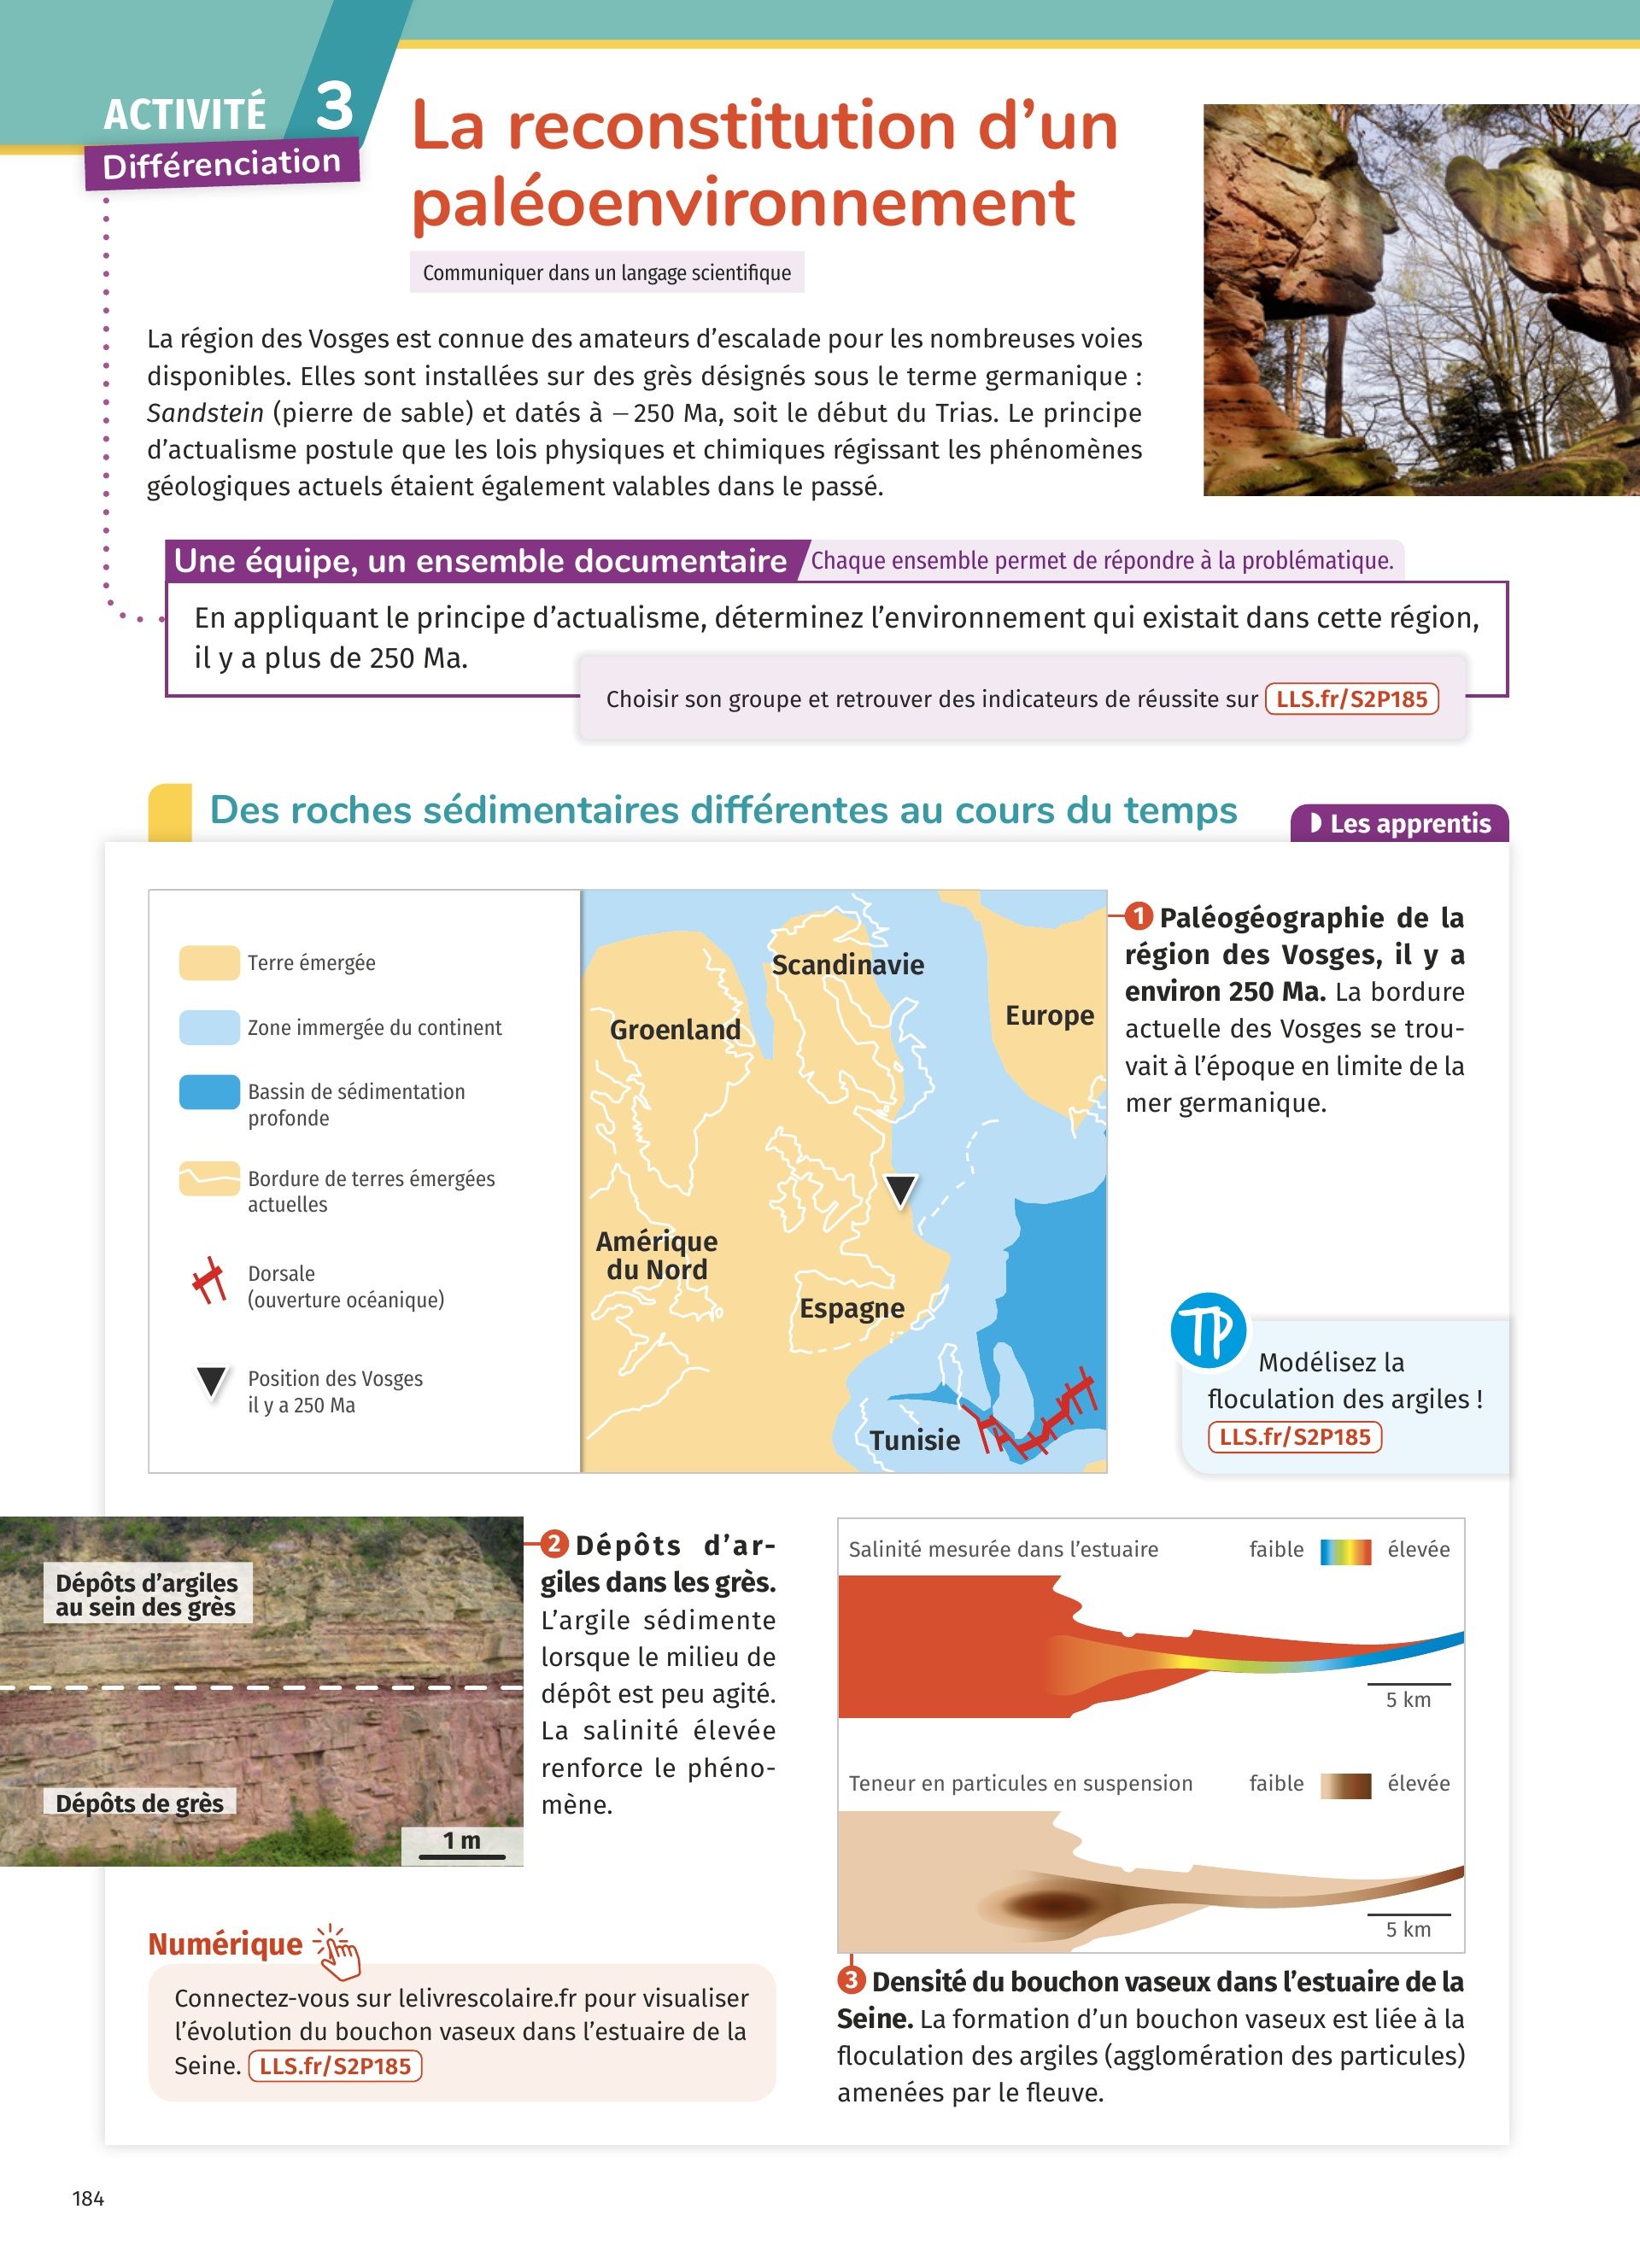 ACTIVITÉ 3
Différenciation
La reconstitution d’un
paléoenvironnement
Communiquer dans un langage scientifique
La région des Vosges est connue des amateurs d’escalade pour les nombreuses voies
disponibles. Elles sont installées sur des grès désignés sous le terme germanique :
Sandstein (pierre de sable) et datés à – 250 Ma, soit le début du Trias. Le principe
d’actualisme postule que les lois physiques et chimiques régissant les phénomènes
géologiques actuels étaient également valables dans le passé.
Une équipe, un ensemble documentaire
Chaque ensemble permet de répondre à la problématique.
En appliquant le principe d’actualisme, déterminez l’environnement qui existait dans cette région,
il y a plus de 250 Ma.
Choisir son groupe et retrouver des indicateurs de réussite sur LLS.fr/S2P185
Des roches sédimentaires différentes au cours du temps
Les apprentis
Terre émergée
Zone immergée du continent
Bassin de sédimentation
profonde
Bordure de terres émergées
actuelles
Dorsale
(ouverture océanique)
Position des Vosges
il y a 250 Ma
Scandinavie
Groenland
Europe
Amérique
du Nord
Espagne
Tunisie
1 Paléogéographie de la
région des Vosges, il y a
environ 250 Ma. La bordure
actuelle des Vosges se trou-
vait à l’époque en limite de la
mer germanique.
TP
Modélisez la
floculation des argiles !
LLS.fr/S2P185
Dépôts d’argiles
au sein des grès
Dépôts de grès
1 m
2 Dépôts d’ar-
giles dans les grès.
L’argile sédimente
lorsque le milieu de
dépôt est peu agité.
La salinité élevée
renforce le phéno-
mène.
Salinité mesurée dans l’estuaire
faible
élevée
5 km
Teneur en particules en suspension
faible
élevée
5 km
3 Densité du bouchon vaseux dans l’estuaire de la
Seine. La formation d’un bouchon vaseux est liée à la
floculation des argiles (agglomération des particules)
amenées par le fleuve.
Numérique
Connectez-vous sur lelivrescolaire.fr pour visualiser
l’évolution du bouchon vaseux dans l’estuaire de la
Seine. LLS.fr/S2P185
184